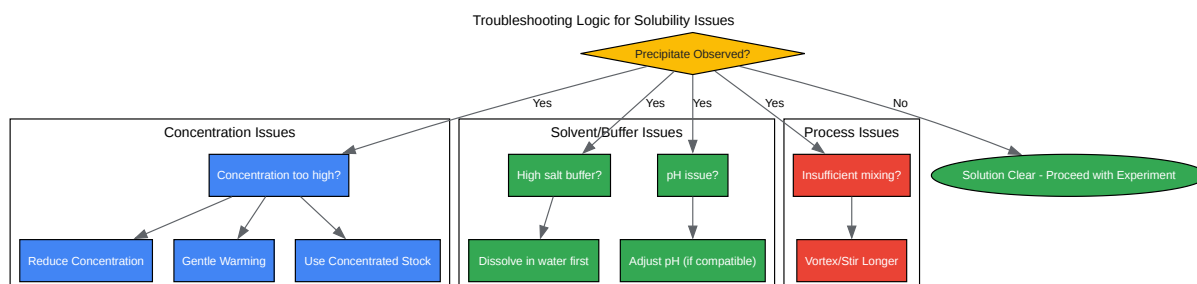 Troubleshooting Logic for Solubility Issues
Precipitate Observed?
Yes
Yes
Yes
Yes
No
Concentration Issues
Solvent/Buffer Issues
Process Issues
Concentration too high?
High salt buffer?
pH issue?
Insufficient mixing?
Solution Clear - Proceed with Experiment
Reduce Concentration
Gentle Warming
Use Concentrated Stock
Dissolve in water first
Adjust pH (if compatible)
Vortex/Stir Longer